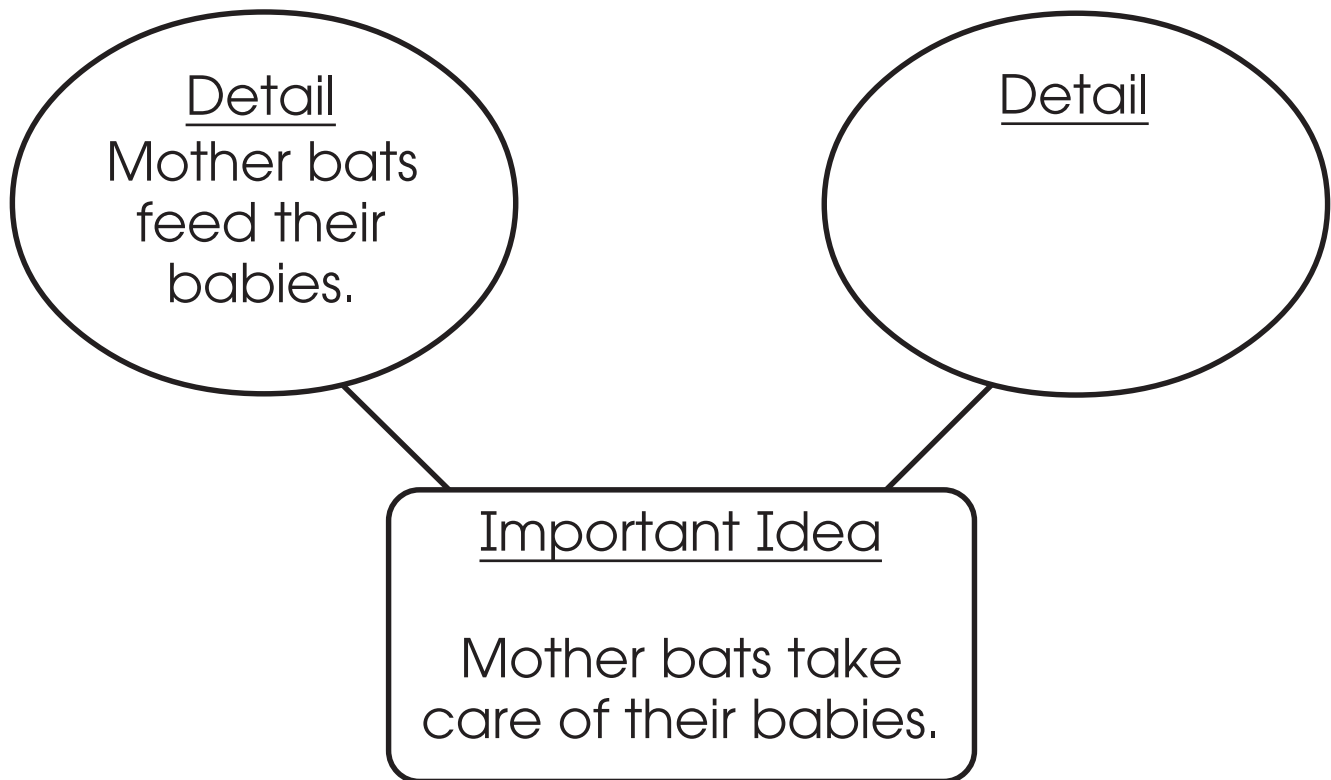 Detail
Mother bats
feed their
babies.
Detail
Important Idea
Mother bats take
care of their babies.